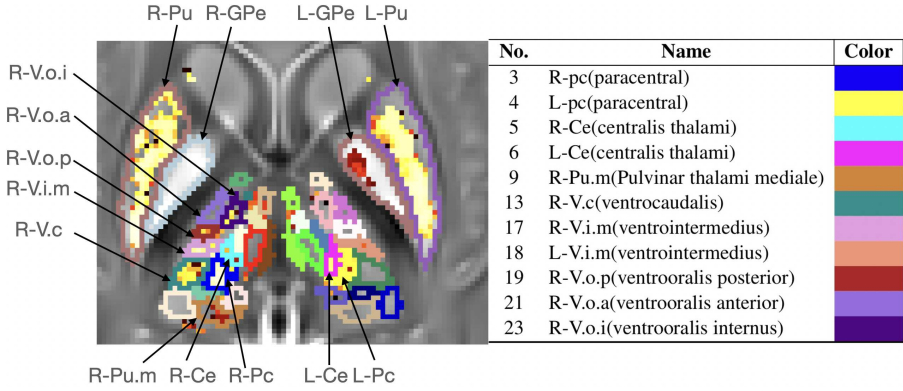 R-Pu R-GPe L-GPe L-Pu
R-V.o.i
R-V.o.a
R-V.o.p
R-V.i.m
R-V.c
R-Pu.m R-Ce R-Pc L-Ce L-Pc
No. Name Color
3 R-pc(paracentral)
4 L-pc(paracentral)
5 R-Ce(centralis thalami)
6 L-Ce(centralis thalami)
9 R-Pu.m(Pulvinar thalami mediale)
13 R-V.c(ventrocaudalis)
17 R-V.i.m(ventrointermedius)
18 L-V.i.m(ventrointermedius)
19 R-V.o.p(ventrooralis posterior)
21 R-V.o.a(ventrooralis anterior)
23 R-V.o.i(ventrooralis internus)